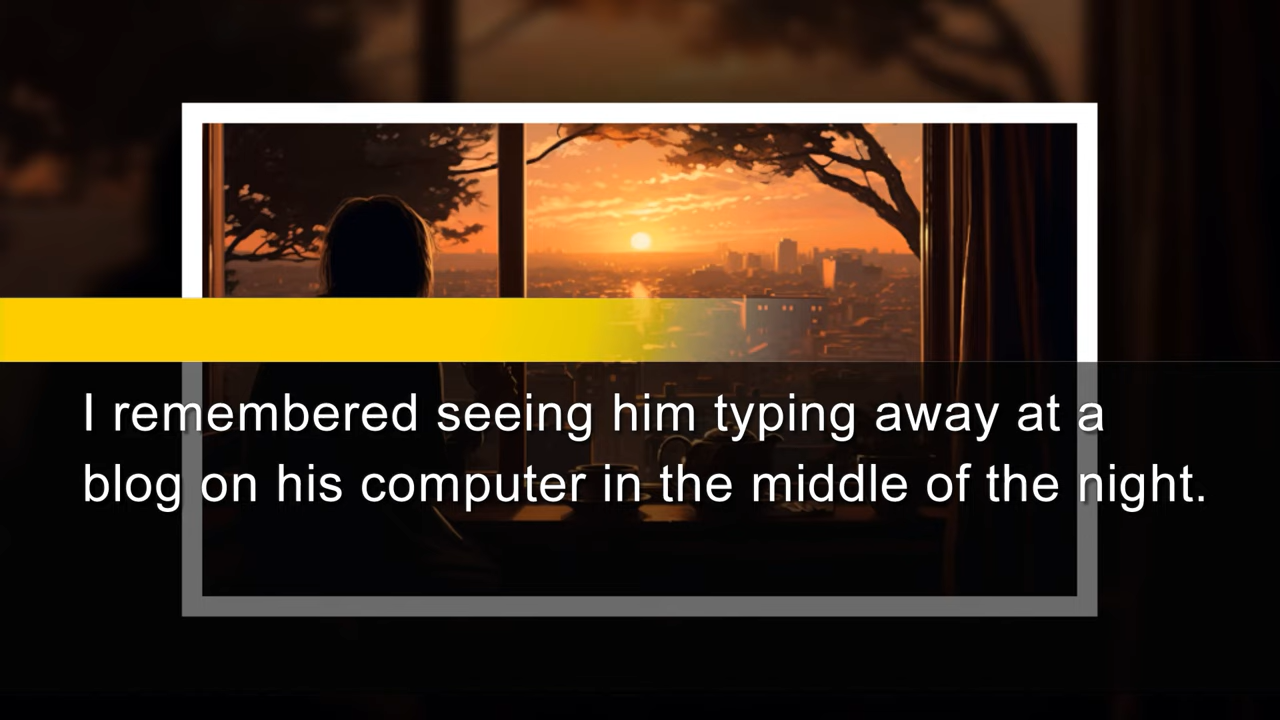 I remembered seeing him typing away at a
blog on his computer in the middle of the night.